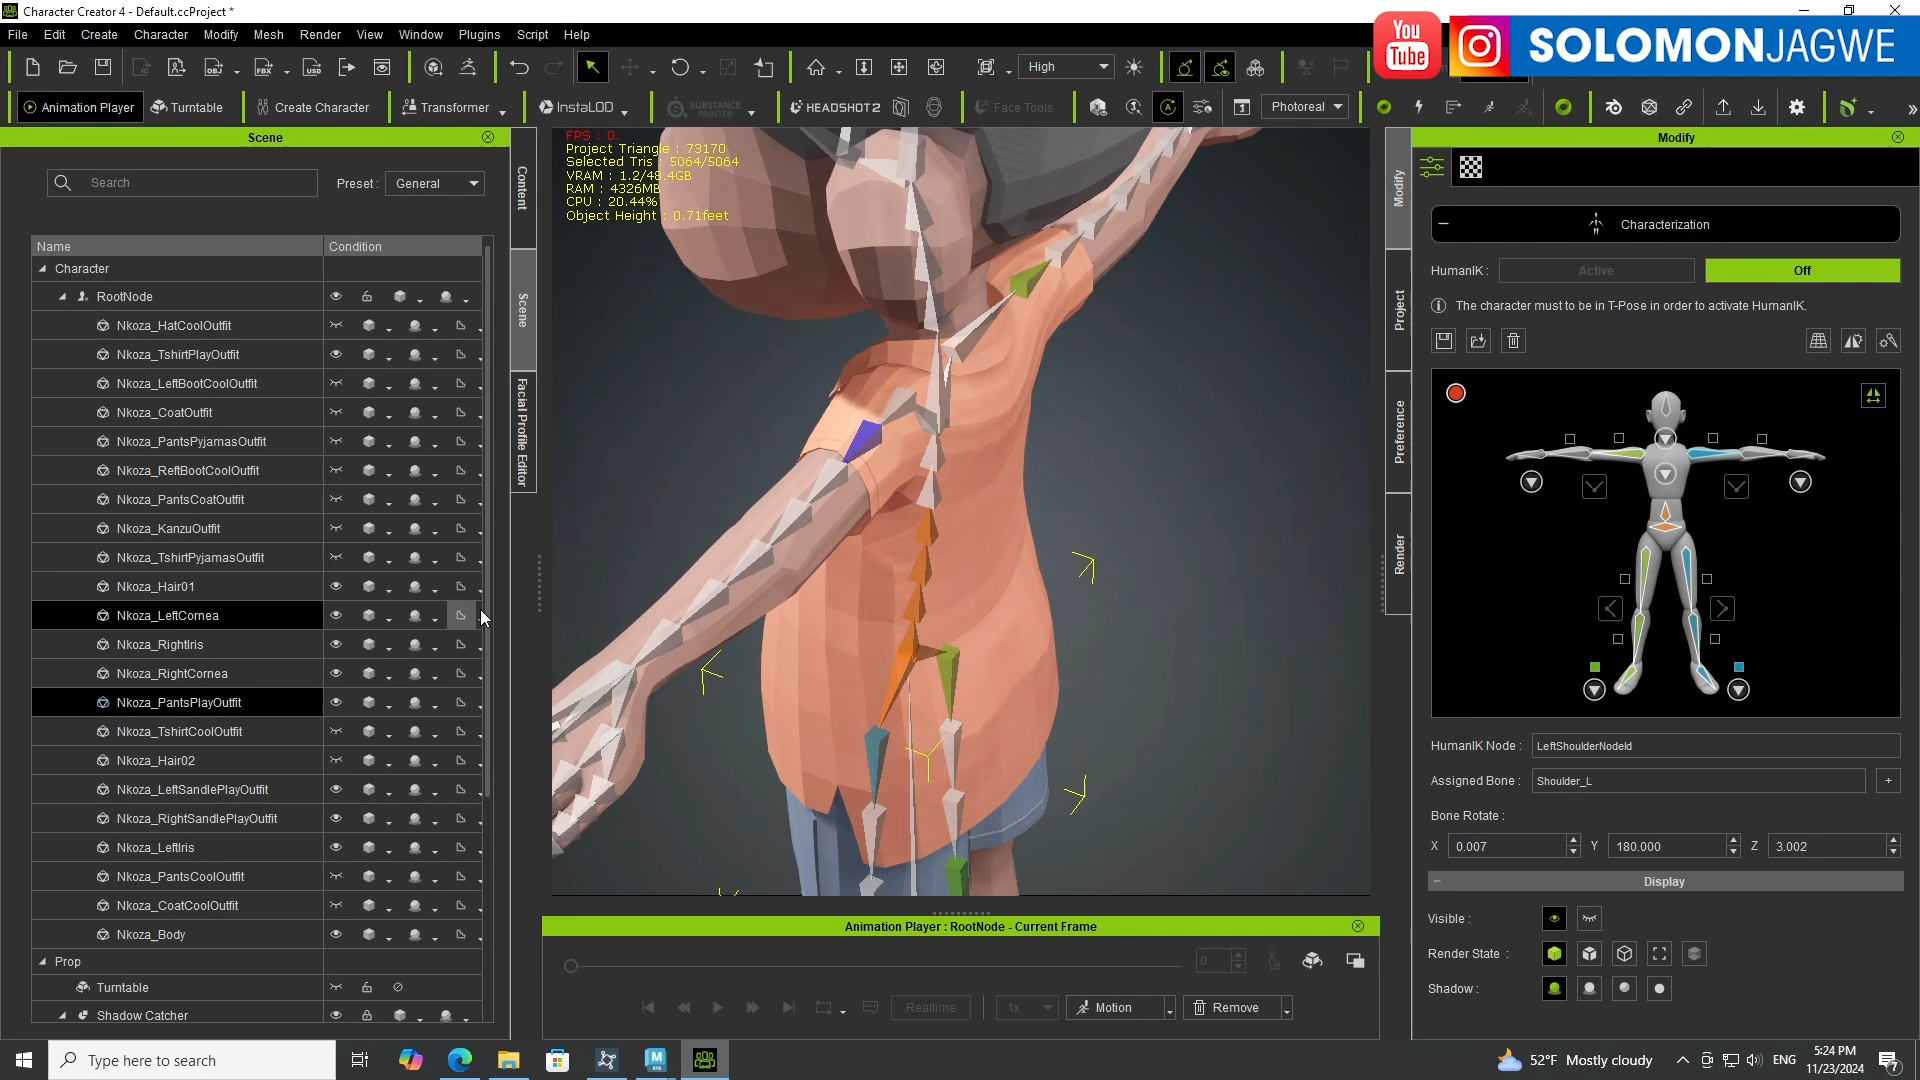 Character Creator 4 - Default.ccProject *
File Edit Create Character Modify Mesh Render View Window Plugins Script Help
You
Tube
SOLOMONJAGWE
High
Animation Player Turntable Create Character Transformer InstaLOD SUBSTANCE PAINTER HEADSHOT2 Face Tools Photoreal
Scene
Search
Preset : General
Name Condition
Character
RootNode
Nkoza_HatCoolOutfit
Nkoza_TshirtPlayOutfit
Nkoza_LeftBootCoolOutfit
Nkoza_CoatOutfit
Nkoza_PantsPyjamasOutfit
Nkoza_ReftBootCoolOutfit
Nkoza_PantsCoatOutfit
Nkoza_KanzuOutfit
Nkoza_TshirtPyjamasOutfit
Nkoza_Hair01
Nkoza_LeftCornea
Nkoza_RightIris
Nkoza_RightCornea
Nkoza_PantsPlayOutfit
Nkoza_TshirtCoolOutfit
Nkoza_Hair02
Nkoza_LeftSandlePlayOutfit
Nkoza_RightSandlePlayOutfit
Nkoza_LeftIris
Nkoza_PantsCoolOutfit
Nkoza_CoatCoolOutfit
Nkoza_Body
Prop
Turntable
Shadow Catcher
Content
Scene
Facial Profile Editor
FPS : 0.
Project Triangle : 73170
Selected Tris : 5064/5064
VRAM : 1.2/48.4GB
RAM : 4326MB
CPU : 20.44%
Object Height : 0.71feet
Animation Player : RootNode - Current Frame
0
Realtime 1x Motion Remove
Modify
Project
Preference
Render
Modify
Characterization
HumanIK : Active Off
The character must to be in T-Pose in order to activate HumanIK.
HumanIK Node : LeftShoulderNodeId
Assigned Bone : Shoulder_L +
Bone Rotate :
X 0.007 Y 180.000 Z 3.002
Display
Visible :
Render State :
Shadow :
Type here to search
52°F Mostly cloudy
ENG
5:24 PM
11/23/2024
7